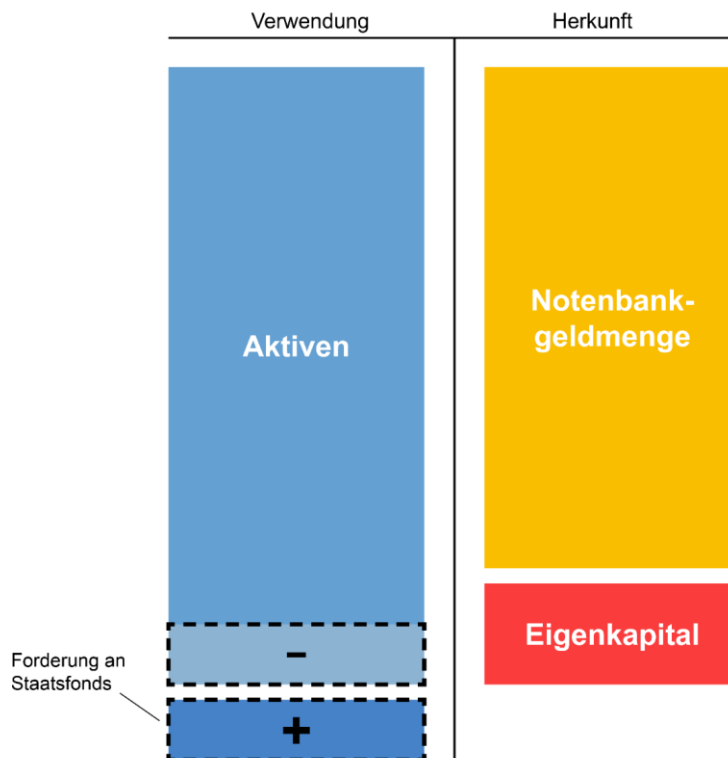 Verwendung
Herkunft
Aktiven
Notenbank-
geldmenge
Eigenkapital
–
Forderung an
Staatsfonds
+